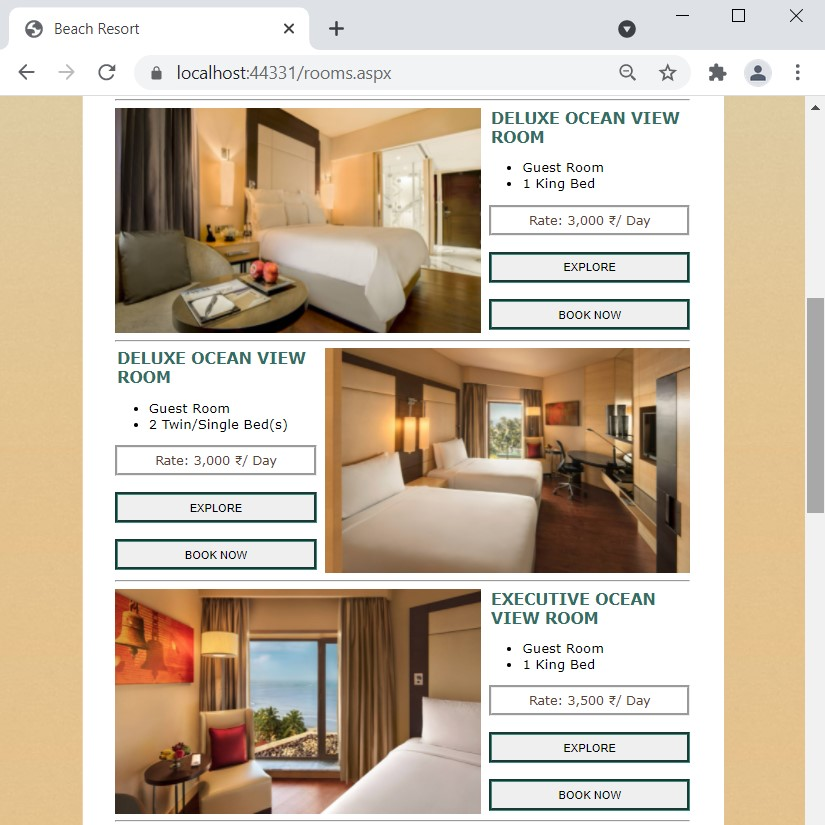 Beach Resort
localhost:44331/rooms.aspx
DELUXE OCEAN VIEW
ROOM
Guest Room
1 King Bed
Rate: 3,000 ₹/ Day
EXPLORE
BOOK NOW
DELUXE OCEAN VIEW
ROOM
Guest Room
2 Twin/Single Bed(s)
Rate: 3,000 ₹/ Day
EXPLORE
BOOK NOW
EXECUTIVE OCEAN
VIEW ROOM
Guest Room
1 King Bed
Rate: 3,500 ₹/ Day
EXPLORE
BOOK NOW